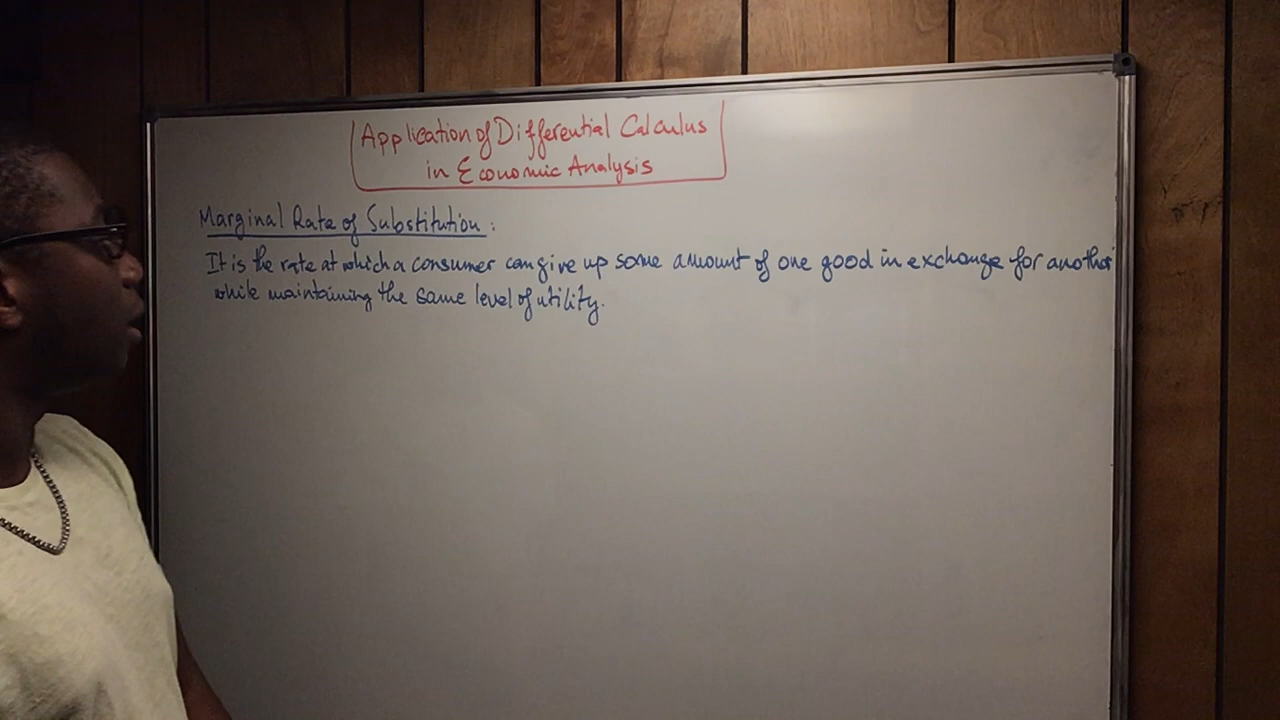 Application of Differential Calculus
in Economic Analysis
Marginal Rate of Substitution:
It is the rate at which a consumer can give up some amount of one good in exchange for another
while maintaining the same level of utility.